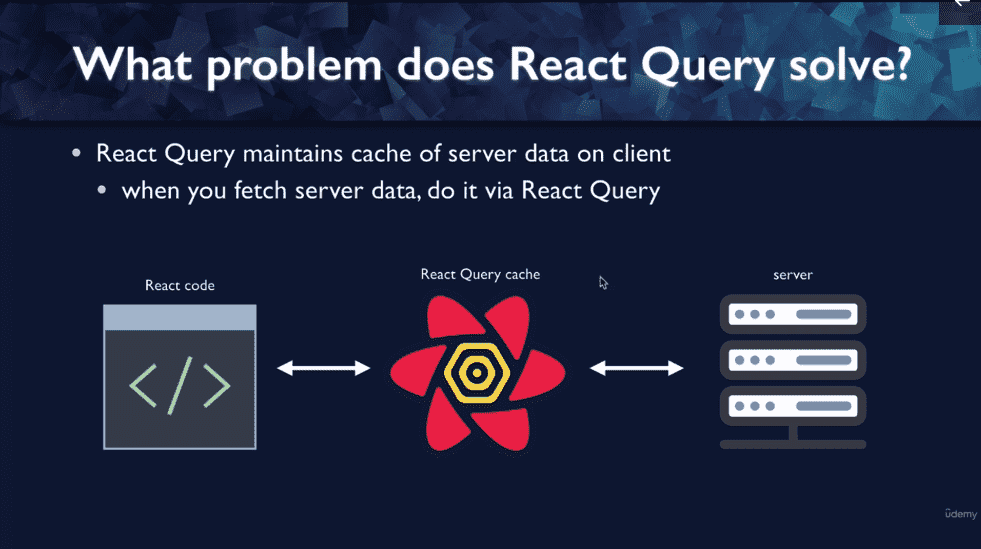 What problem does React Query solve?
• React Query maintains cache of server data on client
• when you fetch server data, do it via React Query
React code
React Query cache
server
</>
ûdemy